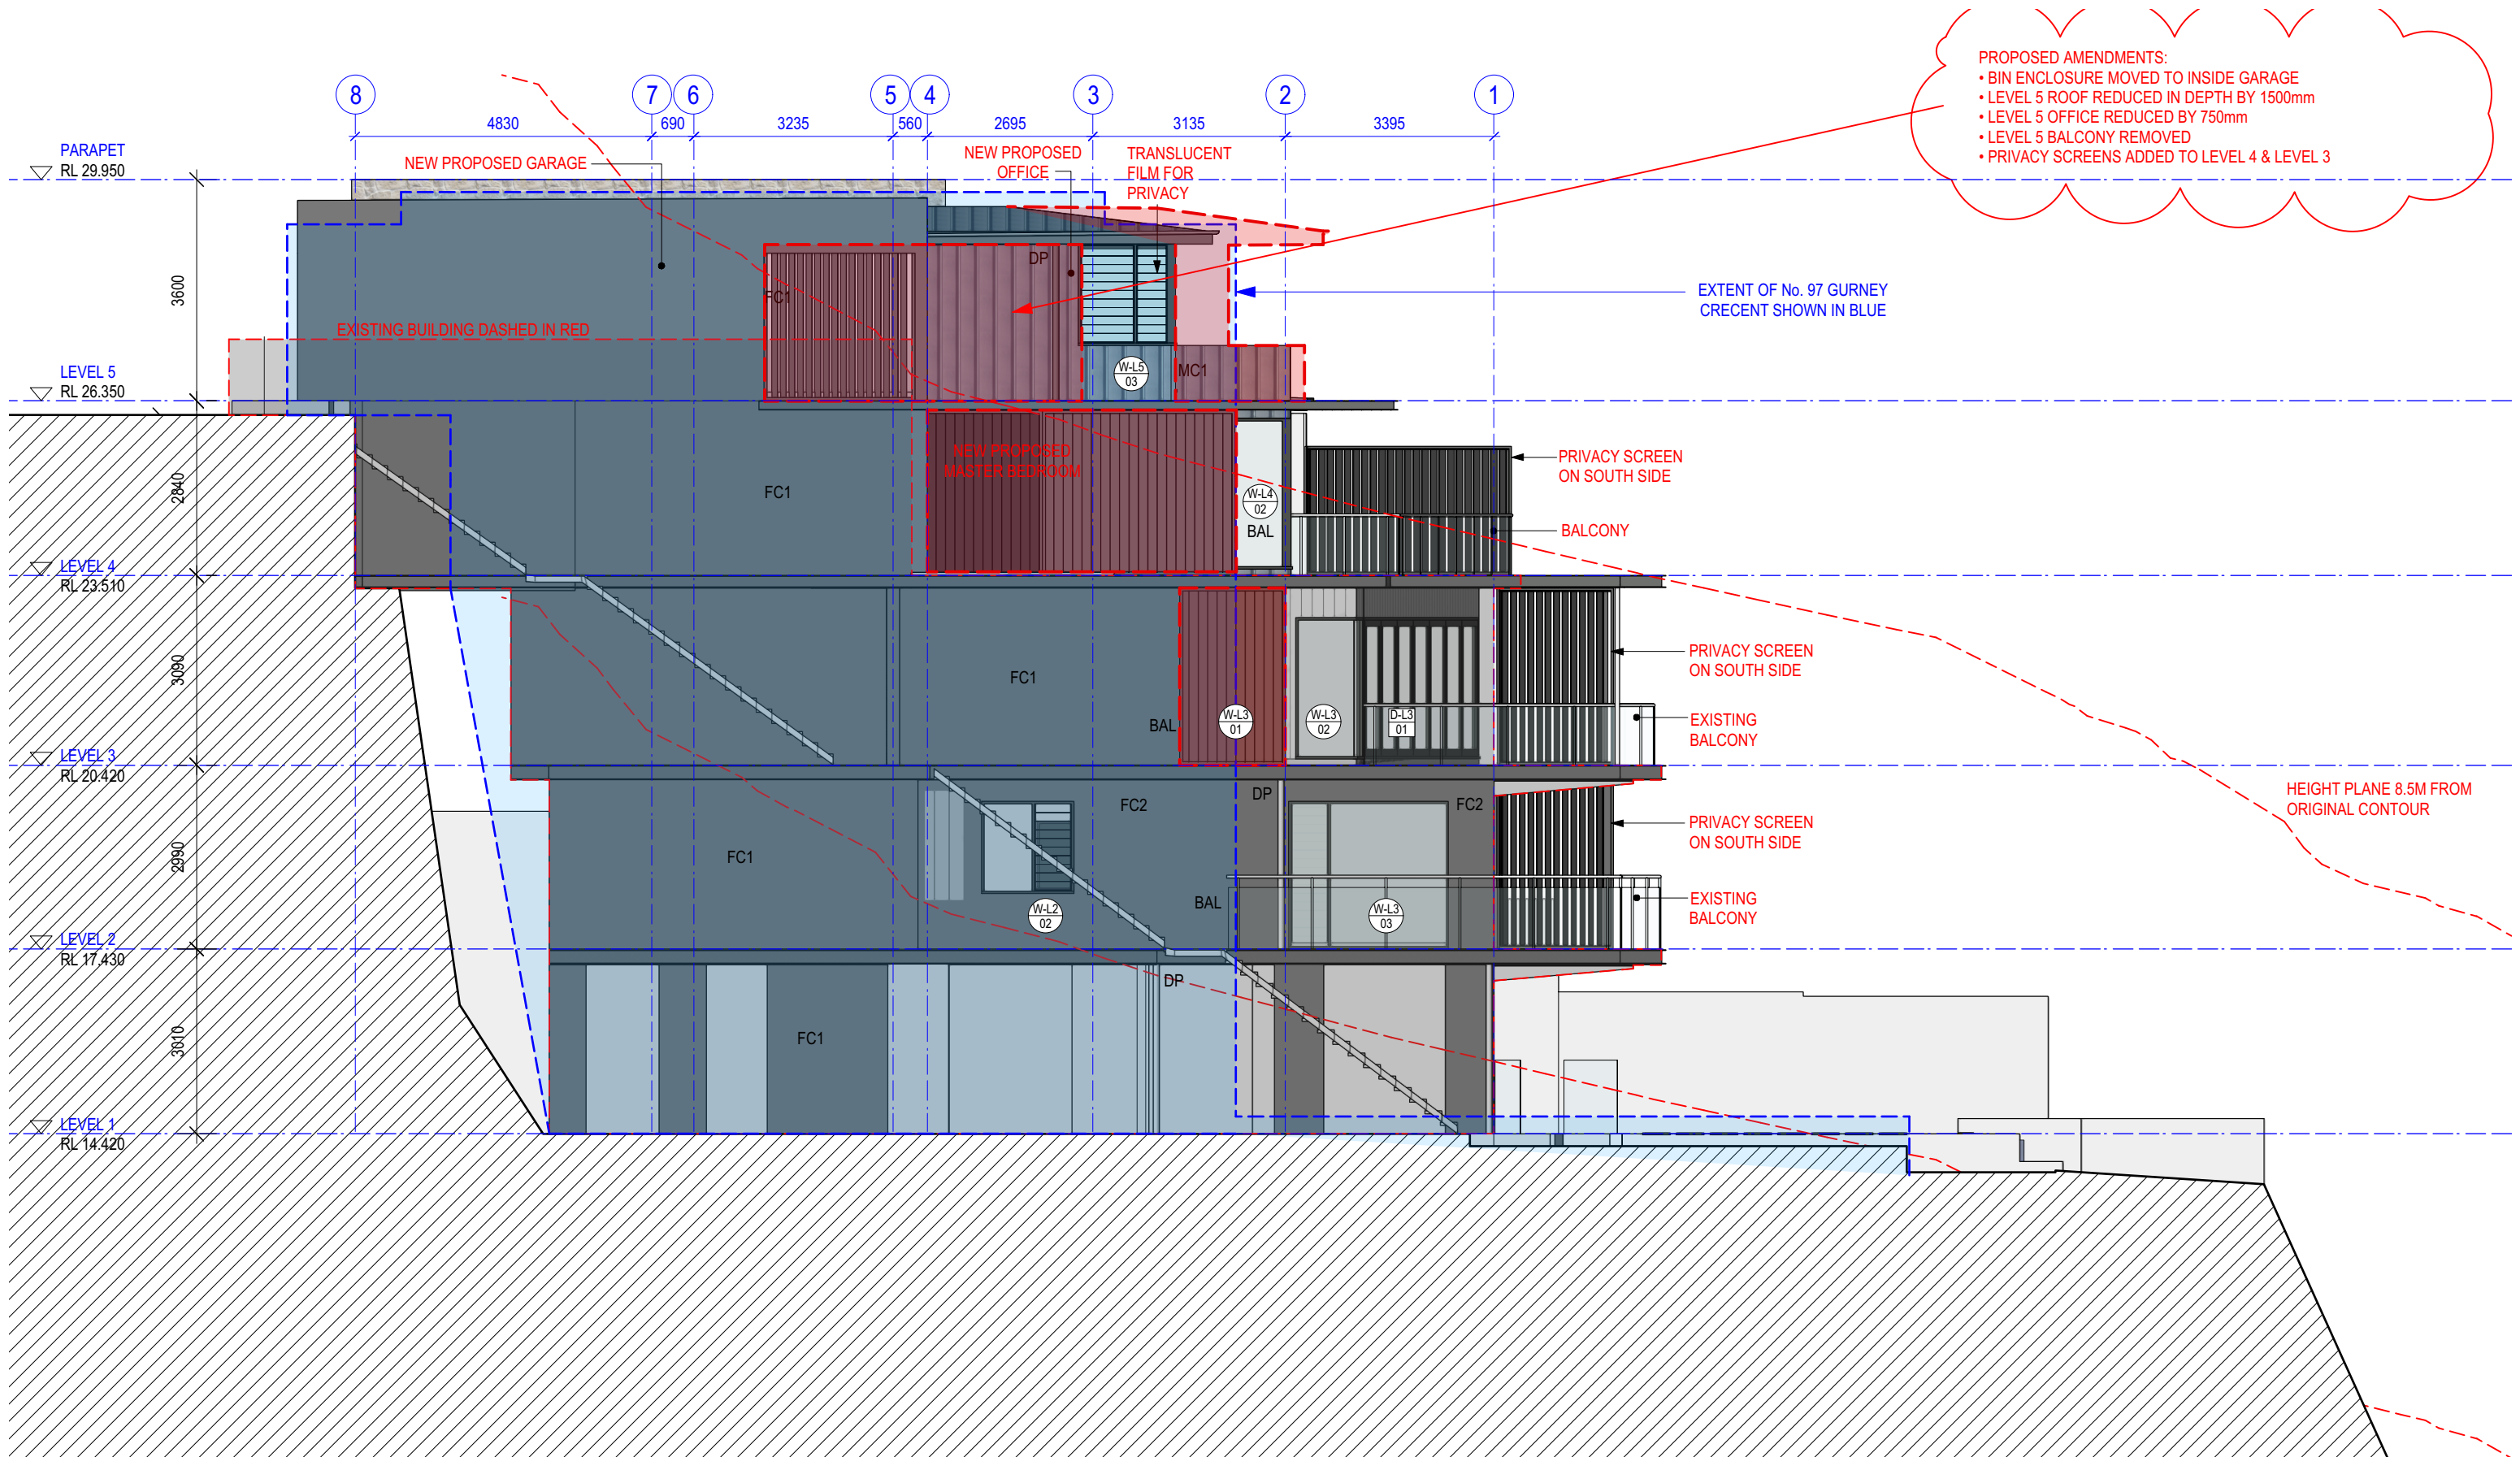 PROPOSED AMENDMENTS:
• BIN ENCLOSURE MOVED TO INSIDE GARAGE
• LEVEL 5 ROOF REDUCED IN DEPTH BY 1500mm
• LEVEL 5 OFFICE REDUCED BY 750mm
• LEVEL 5 BALCONY REMOVED
• PRIVACY SCREENS ADDED TO LEVEL 4 & LEVEL 3
8 7 6 5 4 3 2 1
4830 690 3235 560 2695 3135 3395
PARAPET
RL 29.950
NEW PROPOSED GARAGE
NEW PROPOSED
OFFICE
TRANSLUCENT
FILM FOR
PRIVACY
DP
FC1
3600
EXTENT OF No. 97 GURNEY
CRECENT SHOWN IN BLUE
EXISTING BUILDING DASHED IN RED
W-L5
03
MC1
LEVEL 5
RL 26.350
NEW PROPOSED
MASTER BEDROOM
PRIVACY SCREEN
ON SOUTH SIDE
2840
FC1
W-L4
02
BAL
BALCONY
LEVEL 4
RL 23.510
3090
FC1
PRIVACY SCREEN
ON SOUTH SIDE
BAL
W-L3
01
W-L3
02
D-L3
01
EXISTING
BALCONY
LEVEL 3
RL 20.420
HEIGHT PLANE 8.5M FROM
ORIGINAL CONTOUR
FC2
DP
FC2
PRIVACY SCREEN
ON SOUTH SIDE
2990
FC1
BAL
W-L2
02
W-L3
03
EXISTING
BALCONY
LEVEL 2
RL 17.430
DP
3010
FC1
LEVEL 1
RL 14.420